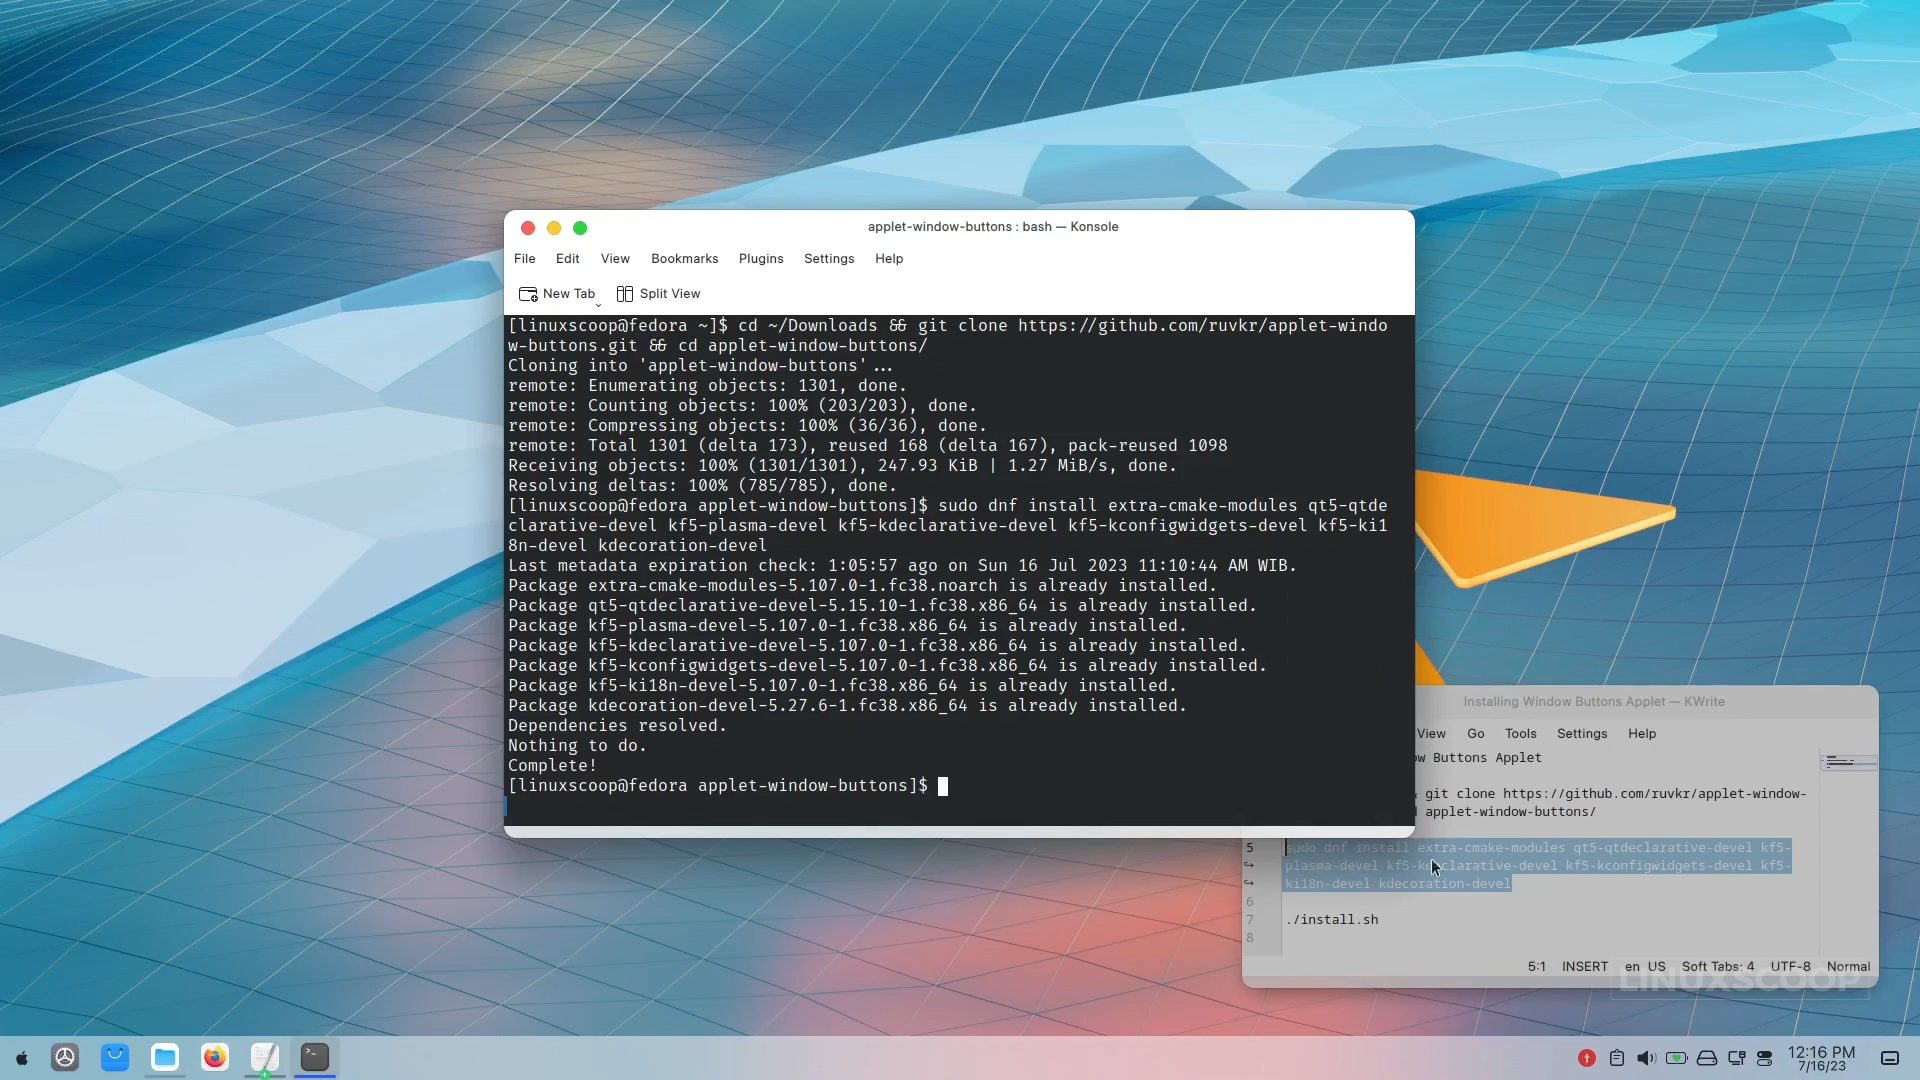 applet-window-buttons : bash — Konsole
File Edit View Bookmarks Plugins Settings Help
New Tab Split View
[linuxscoop@fedora ~]$ cd ~/Downloads && git clone https://github.com/ruvkr/applet-windo
w-buttons.git && cd applet-window-buttons/
Cloning into 'applet-window-buttons'...
remote: Enumerating objects: 1301, done.
remote: Counting objects: 100% (203/203), done.
remote: Compressing objects: 100% (36/36), done.
remote: Total 1301 (delta 173), reused 168 (delta 167), pack-reused 1098
Receiving objects: 100% (1301/1301), 247.93 KiB | 1.27 MiB/s, done.
Resolving deltas: 100% (785/785), done.
[linuxscoop@fedora applet-window-buttons]$ sudo dnf install extra-cmake-modules qt5-qtde
clarative-devel kf5-plasma-devel kf5-kdeclarative-devel kf5-kconfigwidgets-devel kf5-ki1
8n-devel kdecoration-devel
Last metadata expiration check: 1:05:57 ago on Sun 16 Jul 2023 11:10:44 AM WIB.
Package extra-cmake-modules-5.107.0-1.fc38.noarch is already installed.
Package qt5-qtdeclarative-devel-5.15.10-1.fc38.x86_64 is already installed.
Package kf5-plasma-devel-5.107.0-1.fc38.x86_64 is already installed.
Package kf5-kdeclarative-devel-5.107.0-1.fc38.x86_64 is already installed.
Package kf5-kconfigwidgets-devel-5.107.0-1.fc38.x86_64 is already installed.
Package kf5-ki18n-devel-5.107.0-1.fc38.x86_64 is already installed.
Package kdecoration-devel-5.27.6-1.fc38.x86_64 is already installed.
Dependencies resolved.
Nothing to do.
Complete!
[linuxscoop@fedora applet-window-buttons]$
Installing Window Buttons Applet — KWrite
View Go Tools Settings Help
w Buttons Applet
git clone https://github.com/ruvkr/applet-window-
applet-window-buttons/
5 sudo dnf install extra-cmake-modules qt5-qtdeclarative-devel kf5-
plasma-devel kf5-kdeclarative-devel kf5-kconfigwidgets-devel kf5-
ki18n-devel kdecoration-devel
6
7 ./install.sh
8
5:1 INSERT en_US Soft Tabs: 4 UTF-8 Normal
LINUXSCOOP
12:16 PM
7/16/23